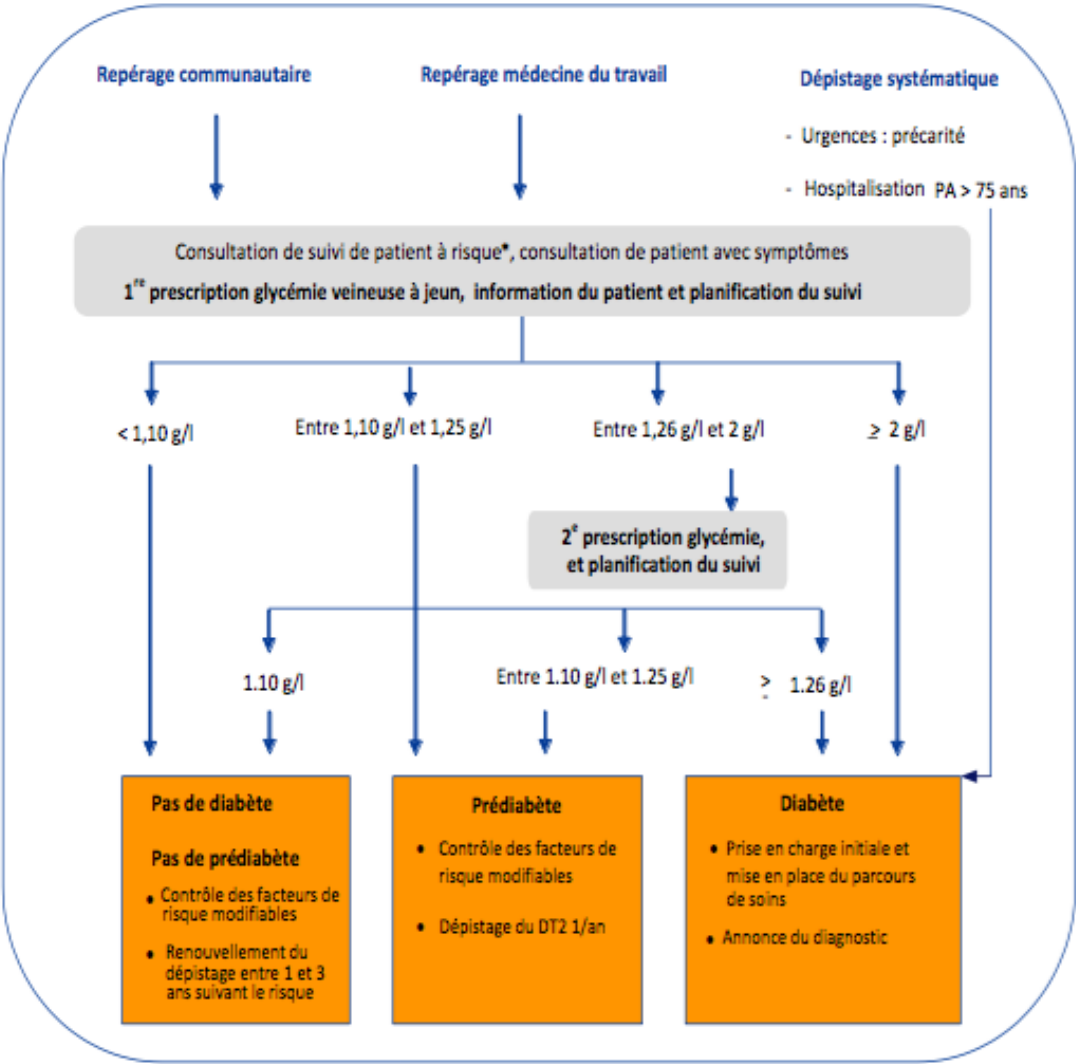 Repérage communautaire
Repérage médecine du travail
Dépistage systématique
- Urgences : précarité
- Hospitalisation PA > 75 ans
Consultation de suivi de patient à risque*, consultation de patient avec symptômes
1re prescription glycémie veineuse à jeun, information du patient et planification du suivi
< 1,10 g/l
Entre 1,10 g/l et 1,25 g/l
Entre 1,26 g/l et 2 g/l
≥ 2 g/l
2e prescription glycémie,
et planification du suivi
1.10 g/l
Entre 1.10 g/l et 1.25 g/l
≥ 1.26 g/l
Pas de diabète
Pas de prédiabète
• Contrôle des facteurs de
risque modifiables
• Renouvellement du
dépistage entre 1 et 3
ans suivant le risque
Prédiabète
• Contrôle des facteurs de
risque modifiables
• Dépistage du DT2 1/an
Diabète
• Prise en charge initiale et
mise en place du parcours
de soins
• Annonce du diagnostic